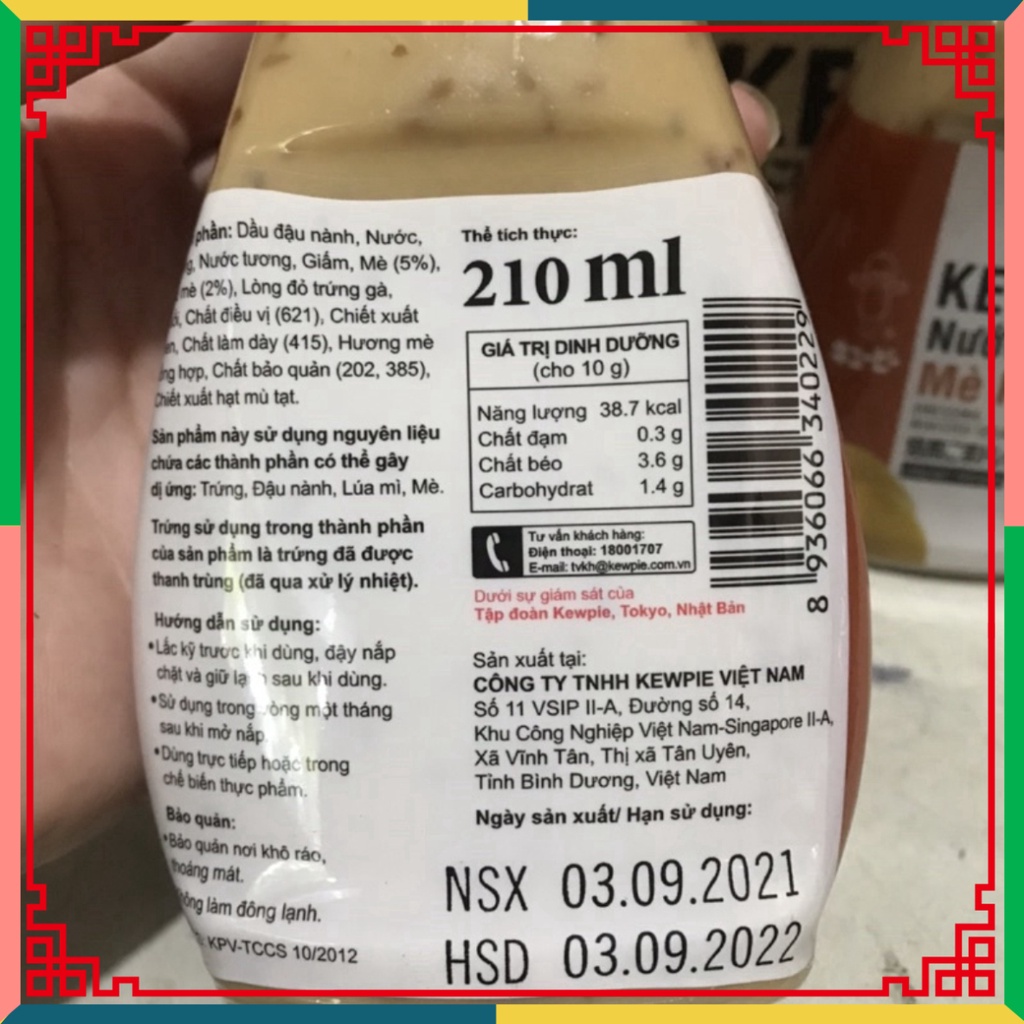 phần: Dầu đậu nành, Nước,
Nước tương, Giấm, Mè (5%),
mè (2%), Lòng đỏ trứng gà,
Chất điều vị (621), Chiết xuất
Chất làm dày (415), Hương mè
hợp, Chất bảo quản (202, 385),
Chiết xuất hạt mù tạt.
Sản phẩm này sử dụng nguyên liệu
chứa các thành phần có thể gây
dị ứng: Trứng, Đậu nành, Lúa mì, Mè.
Trứng sử dụng trong thành phần
của sản phẩm là trứng đã được
thanh trùng (đã qua xử lý nhiệt).
Hướng dẫn sử dụng:
•Lắc kỹ trước khi dùng, đậy nắp
chặt và giữ sau khi dùng.
•Sử dụng trong vòng một tháng
sau khi mở nắp
•Dùng trực tiếp hoặc trong
chế biến thực phẩm.
Bảo quản:
•Bảo quản nơi khô ráo,
thoáng mát.
làm đông lạnh.
KPV-TCCS 10/2012
Thể tích thực:
210 ml
GIÁ TRỊ DINH DƯỠNG
(cho 10 g)
Năng lượng 38.7 kcal
Chất đạm 0.3 g
Chất béo 3.6 g
Carbohydrat 1.4 g
Tư vấn khách hàng:
Điện thoại: 18001707
E-mail: tvkh@kewpie.com.vn
Dưới sự giám sát của
Tập đoàn Kewpie, Tokyo, Nhật Bản
8 936066 340229
Sản xuất tại:
CÔNG TY TNHH KEWPIE VIỆT NAM
Số 11 VSIP II-A, Đường số 14,
Khu Công Nghiệp Việt Nam-Singapore II-A,
Xã Vĩnh Tân, Thị xã Tân Uyên,
Tỉnh Bình Dương, Việt Nam
Ngày sản xuất/ Hạn sử dụng:
NSX 03.09.2021
HSD 03.09.2022
KE
KE
Nướ
Mè